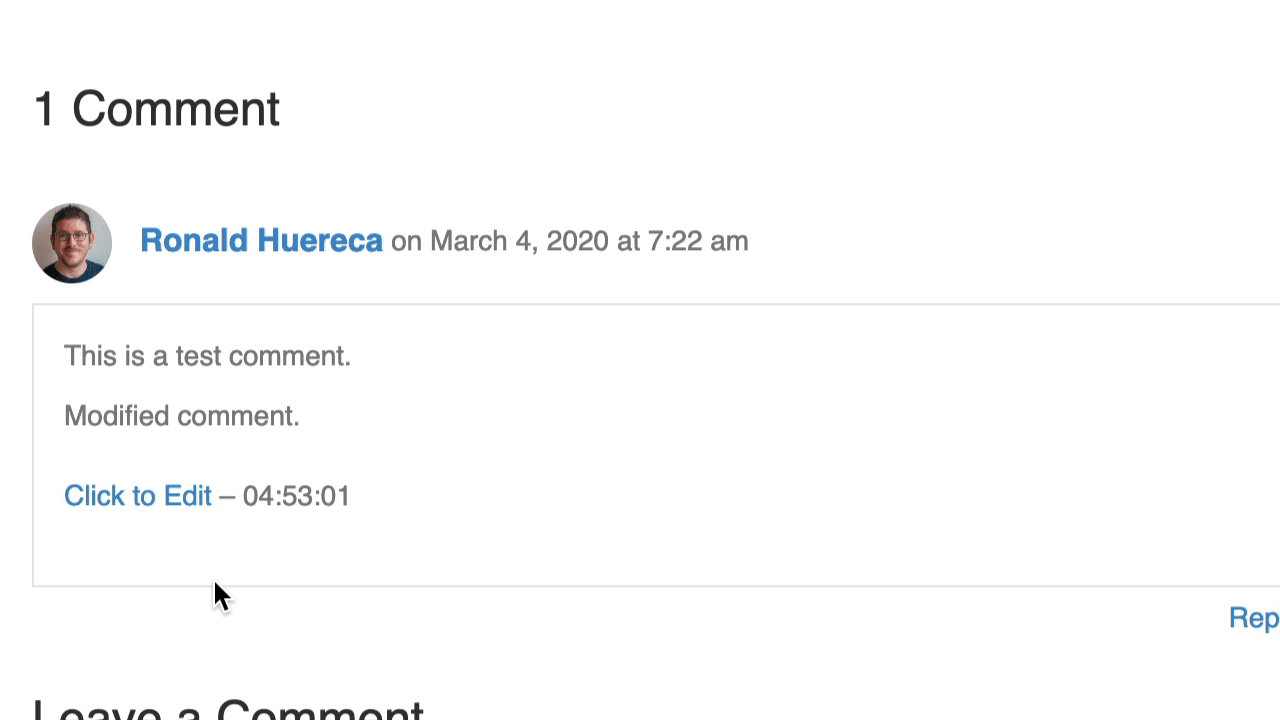 1 Comment
Ronald Huereca on March 4, 2020 at 7:22 am
This is a test comment.
Modified comment.
Click to Edit – 04:53:01
Rep
Leave a Comment